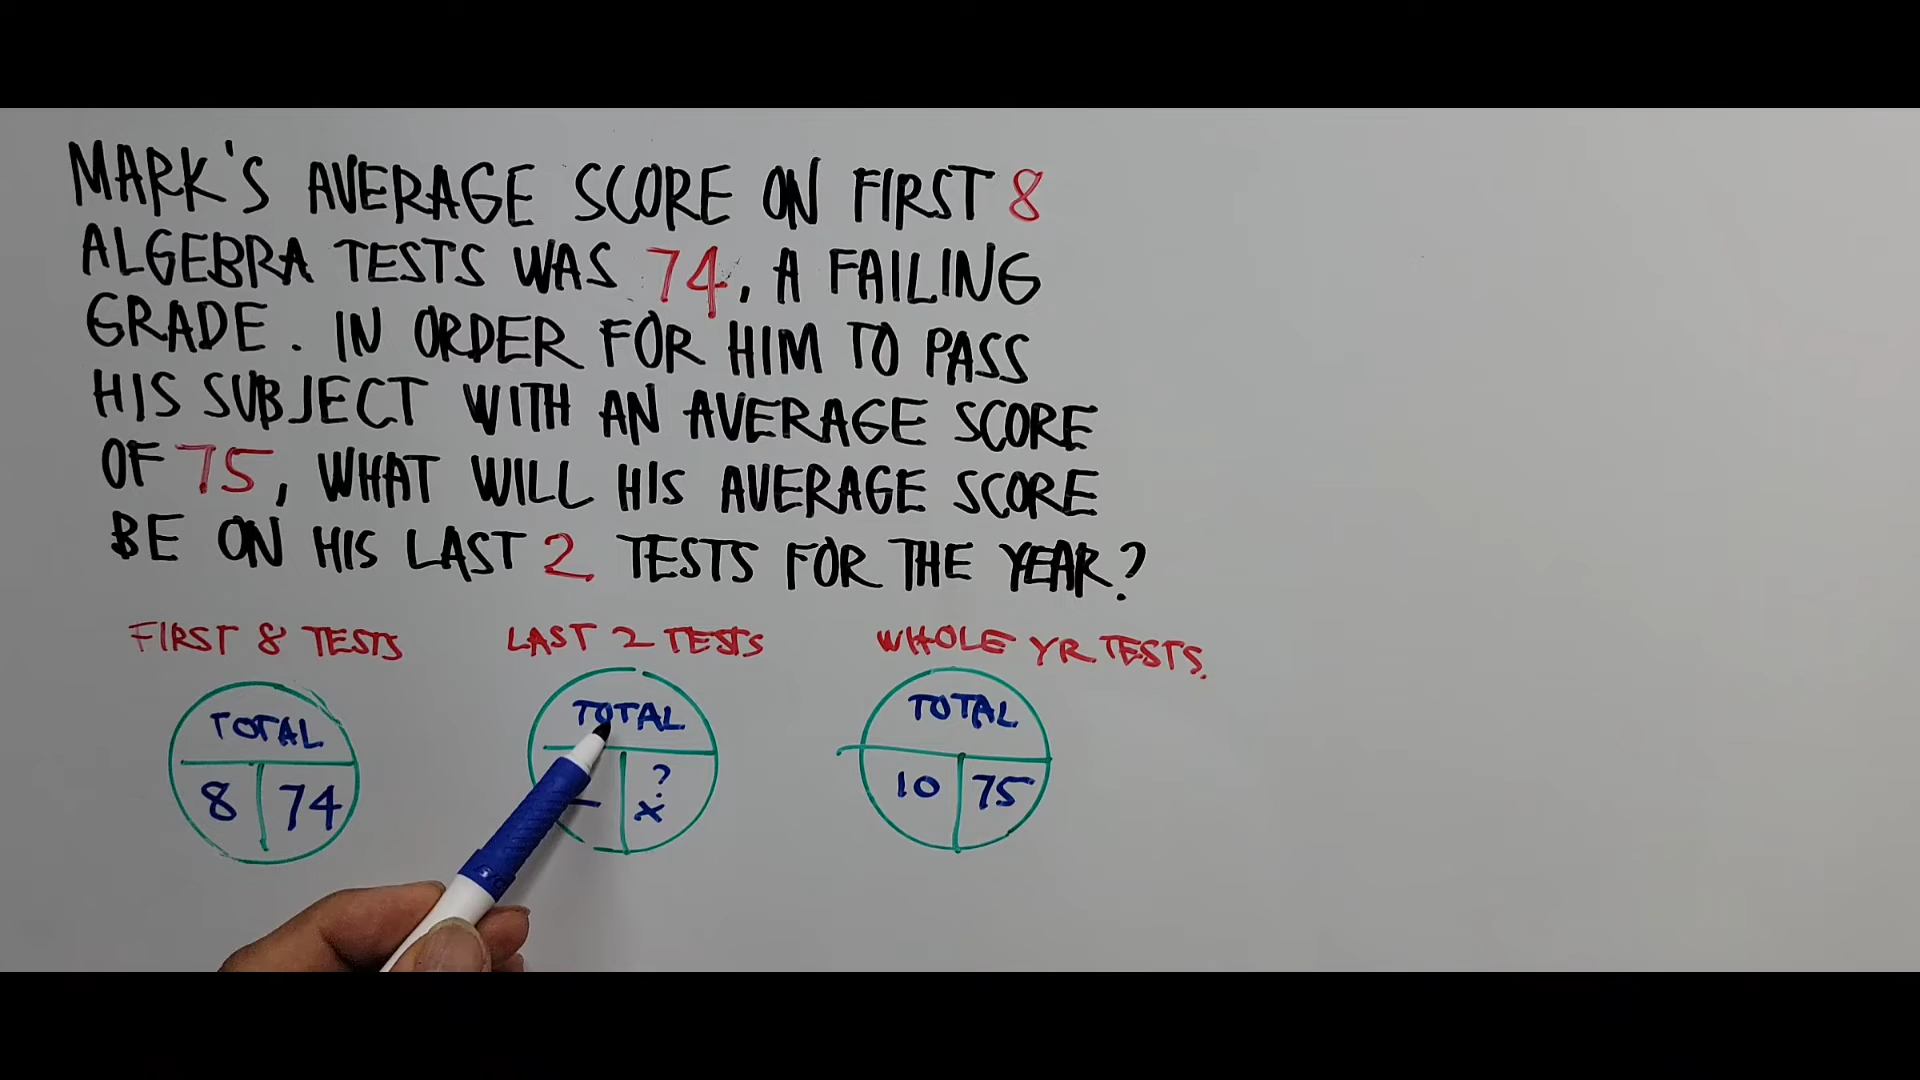 MARK'S AVERAGE SCORE ON FIRST 8
ALGEBRA TESTS WAS 74, A FAILING
GRADE. IN ORDER FOR HIM TO PASS
HIS SUBJECT WITH AN AVERAGE SCORE
OF 75, WHAT WILL HIS AVERAGE SCORE
BE ON HIS LAST 2 TESTS FOR THE YEAR?
FIRST 8 TESTS
TOTAL
8 74
LAST 2 TESTS
TOTAL
?
x
WHOLE YR TESTS.
TOTAL
10 75